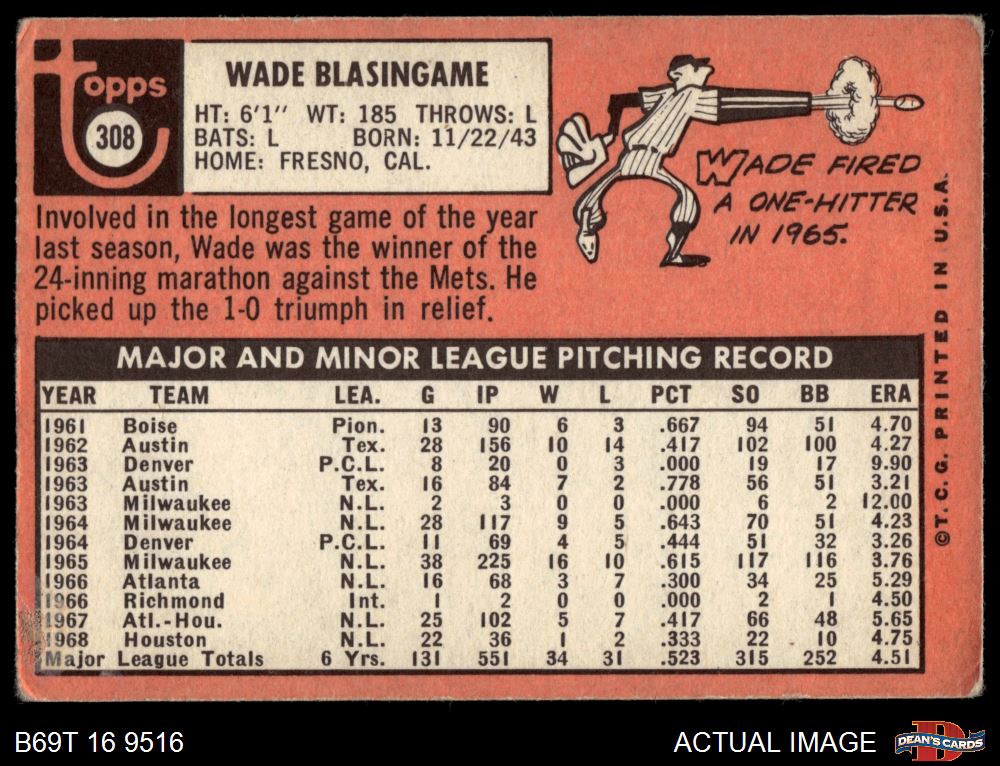 Topps
308
WADE BLASINGAME
HT: 6'1" WT: 185 THROWS: L
BATS: L BORN: 11/22/43
HOME: FRESNO, CAL.
Involved in the longest game of the year
last season, Wade was the winner of the
24-inning marathon against the Mets. He
picked up the 1-0 triumph in relief.
WADE FIRED
A ONE-HITTER
IN 1965.
MAJOR AND MINOR LEAGUE PITCHING RECORD
YEAR TEAM LEA. G IP W L PCT SO BB ERA
1961 Boise Pion. 13 90 6 3 .667 94 51 4.70
1962 Austin Tex. 28 156 10 14 .417 102 100 4.27
1963 Denver P.C.L. 8 20 0 3 .000 19 17 9.90
1963 Austin Tex. 16 84 7 2 .778 56 51 3.21
1963 Milwaukee N.L. 2 3 0 0 .000 6 2 12.00
1964 Milwaukee N.L. 28 117 9 5 .643 70 51 4.23
1964 Denver P.C.L. 11 69 4 5 .444 51 32 3.26
1965 Milwaukee N.L. 38 225 16 10 .615 117 116 3.76
1966 Atlanta N.L. 16 68 3 7 .300 34 25 5.29
1966 Richmond Int. 1 2 0 0 .000 2 1 4.50
1967 Atl.-Hou. N.L. 25 102 5 7 .417 66 48 5.65
1968 Houston N.L. 22 36 1 2 .333 22 10 4.75
Major League Totals 6 Yrs. 131 551 34 31 .523 315 252 4.51
©T.C.G. PRINTED IN U.S.A.
B69T 16 9516
ACTUAL IMAGE
DEAN'S CARDS